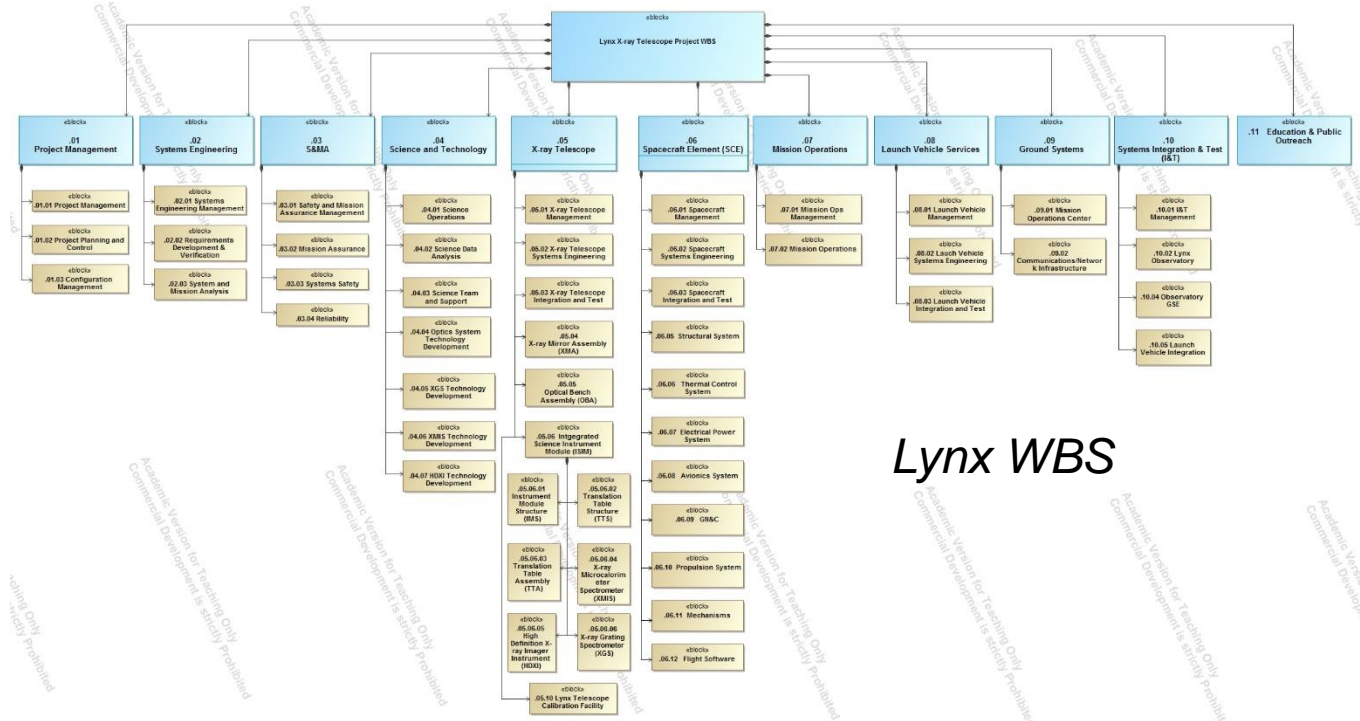 «block»
Lynx X-ray Telescope Project WBS
«block»
.01
Project Management
«block»
.02
Systems Engineering
«block»
.03
S&MA
«block»
.04
Science and Technology
«block»
.05
X-ray Telescope
«block»
.06
Spacecraft Element (SCE)
«block»
.07
Mission Operations
«block»
.08
Launch Vehicle Services
«block»
.09
Ground Systems
«block»
.10
Systems Integration & Test
(I&T)
«block»
.11 Education & Public
Outreach
«block»
.01.01 Project Management
«block»
.01.02 Project Planning and
Control
«block»
.01.03 Configuration
Management
«block»
.02.01 Systems
Engineering Management
«block»
.02.02 Requirements
Development &
Verification
«block»
.02.03 System and
Mission Analysis
«block»
.03.01 Safety and Mission
Assurance Management
«block»
.03.02 Mission Assurance
«block»
.03.03 Systems Safety
«block»
.03.04 Reliability
«block»
.04.01 Science
Operations
«block»
.04.02 Science Data
Analysis
«block»
.04.03 Science Team
and Support
«block»
.04.04 Optics System
Technology
Development
«block»
.04.05 XGS Technology
Development
«block»
.04.06 XMIS Technology
Development
«block»
.04.07 HDXI Technology
Development
«block»
.05.01 X-ray Telescope
Management
«block»
.05.02 X-ray Telescope
Systems Engineering
«block»
.05.03 X-ray Telescope
Integration and Test
«block»
.05.04
X-ray Mirror Assembly
(XMA)
«block»
.05.05
Optical Bench
Assembly (OBA)
«block»
.05.06 Intgegrated
Science Instrument
Module (ISIM)
«block»
.05.06.01
Instrument
Module
Structure
(IMS)
«block»
.05.06.02
Translation
Table
Structure
(TTS)
«block»
.05.06.03
Translation
Table
Assembly
(TTA)
«block»
.05.06.04
X-ray
Microcalorim
eter
Spectrometer
(XMIS)
«block»
.05.06.05
High
Definition X-
ray Imager
Instrument
(HDXI)
«block»
.05.06.06
X-ray Grating
Spectrometer
(XGS)
«block»
.05.10 Lynx Telescope
Calibration Facility
«block»
.06.01 Spacecraft
Management
«block»
.06.02 Spacecraft
Systems Engineering
«block»
.06.03 Spacecraft
Integration and Test
«block»
.06.05 Structural System
«block»
.06.06 Thermal Control
System
«block»
.06.07 Electrical Power
System
«block»
.06.08 Avionics System
«block»
.06.09 GN&C
«block»
.06.10 Propulsion System
«block»
.06.11 Mechanisms
«block»
.06.12 Flight Software
«block»
.07.01 Mission Ops
Management
«block»
.07.02 Mission Operations
«block»
.08.01 Launch Vehicle
Management
«block»
.08.02 Lauch Vehicle
Systems Engineering
«block»
.08.03 Launch Vehicle
Integration and Test
«block»
.09.01 Mission
Operations Center
«block»
.09.02
Communications/Networ
k Infrastructure
«block»
.10.01 I&T
Management
«block»
.10.02 Lynx
Observatory
«block»
.10.04 Observatory
GSE
«block»
.10.05 Launch
Vehicle Integration
Lynx WBS
Academic Version for Teaching Only
Commercial Development is strictly Prohibited